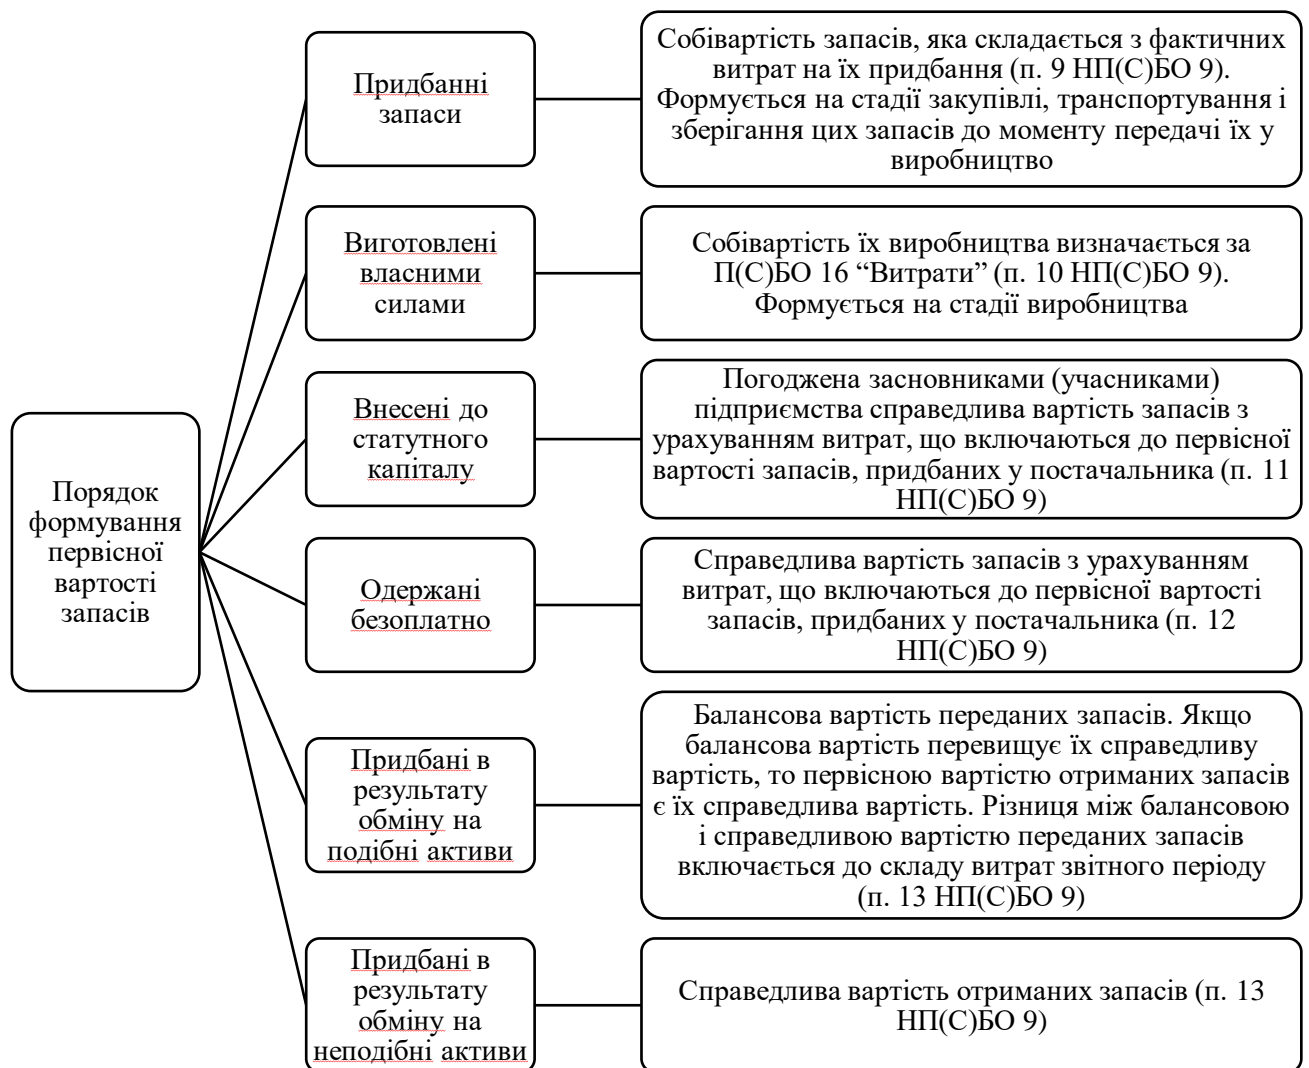 Порядок
формування
первісної
вартості
запасів
Придбанні
запаси
Собівартість запасів, яка складається з фактичних
витрат на їх придбання (п. 9 НП(С)БО 9).
Формується на стадії закупівлі, транспортування і
зберігання цих запасів до моменту передачі їх у
виробництво
Виготовлені
власними
силами
Собівартість їх виробництва визначається за
П(С)БО 16 “Витрати” (п. 10 НП(С)БО 9).
Формується на стадії виробництва
Внесені до
статутного
капіталу
Погоджена засновниками (учасниками)
підприємства справедлива вартість запасів з
урахуванням витрат, що включаються до первісної
вартості запасів, придбаних у постачальника (п. 11
НП(С)БО 9)
Одержані
безоплатно
Справедлива вартість запасів з урахуванням
витрат, що включаються до первісної вартості
запасів, придбаних у постачальника (п. 12
НП(С)БО 9)
Придбані в
результату
обміну на
подібні активи
Балансова вартість переданих запасів. Якщо
балансова вартість перевищує їх справедливу
вартість, то первісною вартістю отриманих запасів
є їх справедлива вартість. Різниця між балансовою
і справедливою вартістю переданих запасів
включається до складу витрат звітного періоду
(п. 13 НП(С)БО 9)
Придбані в
результату
обміну на
неподібні активи
Справедлива вартість отриманих запасів (п. 13
НП(С)БО 9)